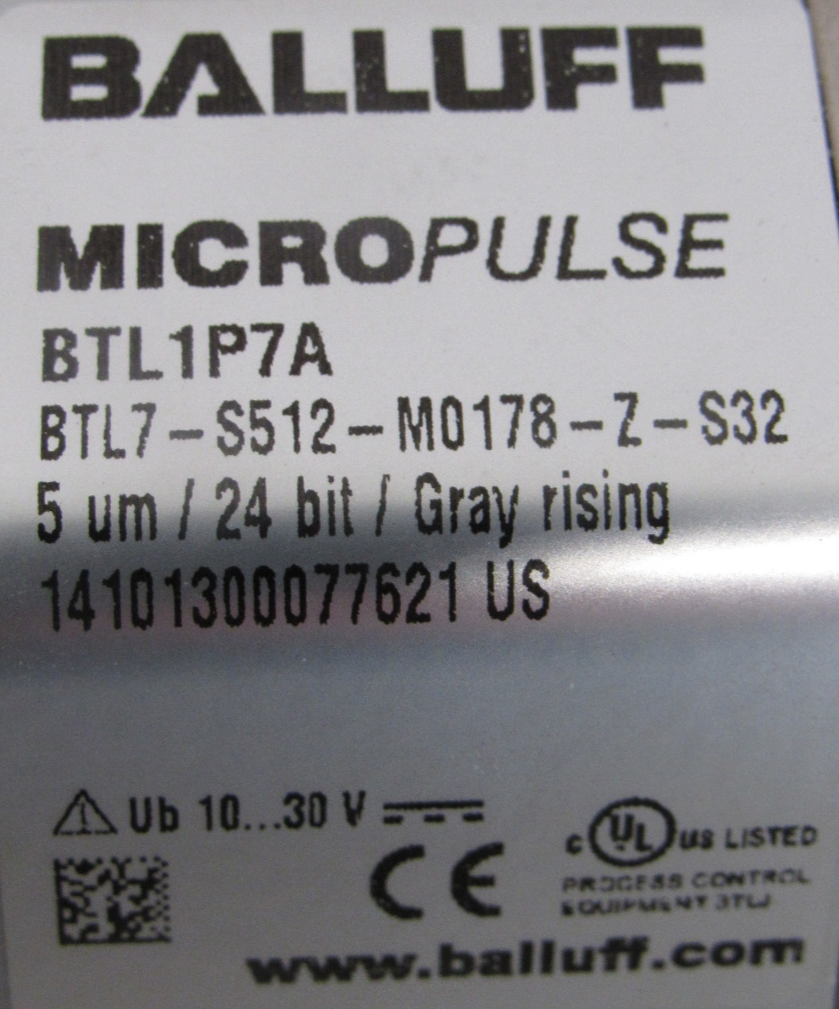 BALLUFF
MICROPULSE
BTL1P7A
BTL7-S512-M0178-Z-S32
5 um / 24 bit / Gray rising
14101300077621 US
Ub 10...30 V
c UL US LISTED
PROCESS CONTROL
EQUIPMENT
CE
www.balluff.com